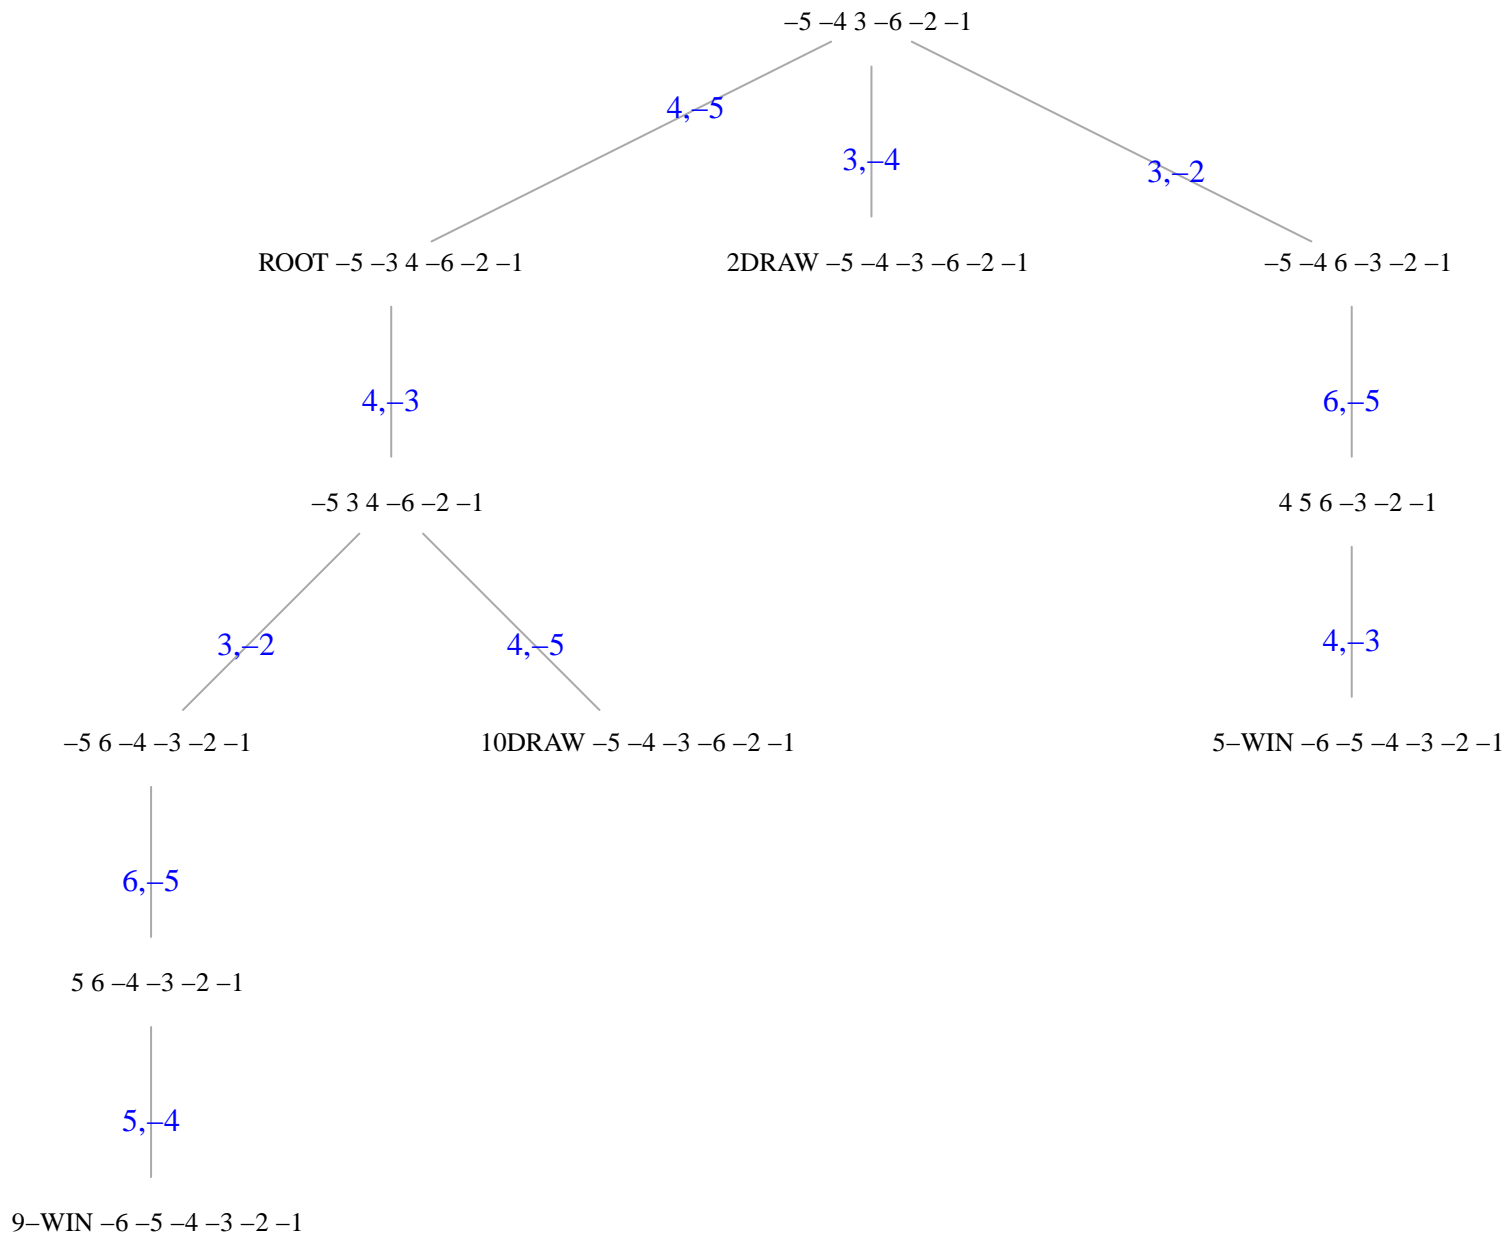 –5 –4 3 –6 –2 –1
4,–5
3,–4
3,–2
ROOT –5 –3 4 –6 –2 –1
2DRAW –5 –4 –3 –6 –2 –1
–5 –4 6 –3 –2 –1
4,–3
6,–5
–5 3 4 –6 –2 –1
4 5 6 –3 –2 –1
3,–2
4,–5
4,–3
–5 6 –4 –3 –2 –1
10DRAW –5 –4 –3 –6 –2 –1
5–WIN –6 –5 –4 –3 –2 –1
6,–5
5 6 –4 –3 –2 –1
5,–4
9–WIN –6 –5 –4 –3 –2 –1